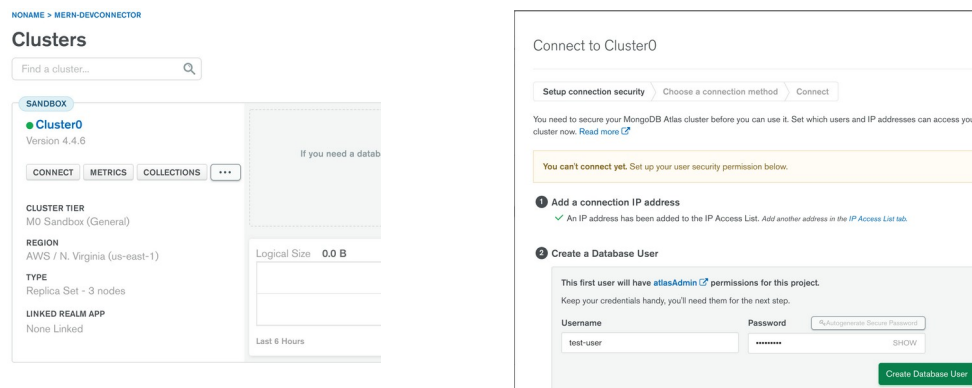 NONAME > MERN-DEVCONNECTOR
Clusters
Find a cluster...
SANDBOX
Cluster0
Version 4.4.6
CONNECT METRICS COLLECTIONS ...
CLUSTER TIER
M0 Sandbox (General)
REGION
AWS / N. Virginia (us-east-1)
TYPE
Replica Set - 3 nodes
LINKED REALM APP
None Linked
If you need a datab
Logical Size 0.0 B
Last 6 Hours
Connect to Cluster0
Setup connection security Choose a connection method Connect
You need to secure your MongoDB Atlas cluster before you can use it. Set which users and IP addresses can access you
cluster now. Read more
You can't connect yet. Set up your user security permission below.
1 Add a connection IP address
✓ An IP address has been added to the IP Access List. Add another address in the IP Access List tab.
2 Create a Database User
This first user will have atlasAdmin permissions for this project.
Keep your credentials handy, you'll need them for the next step.
Username Password Autogenerate Secure Password
test-user ••••••••• SHOW
Create Database User